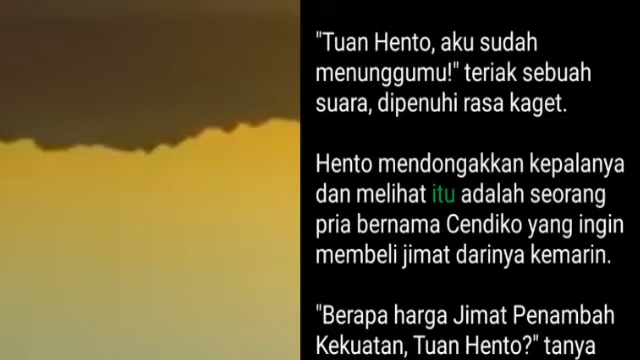 "Tuan Hento, aku sudah
menunggumu!" teriak sebuah
suara, dipenuhi rasa kaget.
Hento mendongakkan kepalanya
dan melihat itu adalah seorang
pria bernama Cendiko yang ingin
membeli jimat darinya kemarin.
"Berapa harga Jimat Penambah
Kekuatan, Tuan Hento?" tanya